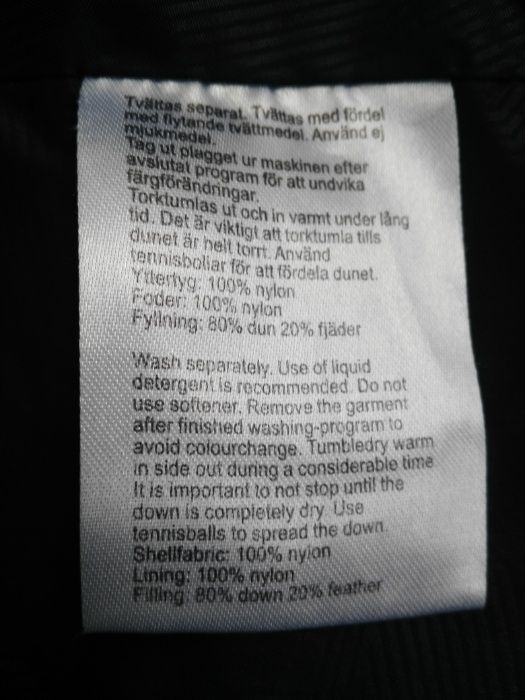 Tvättas separat. Tvättas med fördel
med flytande tvättmedel. Använd ej
mjukmedel.
Tag ut plagget ur maskinen efter
avslutat program för att undvika
färgförändringar.
Torktumlas ut och in varmt under lång
tid. Det är viktigt att torktumla tills
dunet är helt torrt. Använd
tennisbollar för att fördela dunet.
Yttertyg: 100% nylon
Foder: 100% nylon
Fyllning: 80% dun 20% fjäder
Wash separately. Use of liquid
detergent is recommended. Do not
use softener. Remove the garment
after finished washing-program to
avoid colourchange. Tumbledry warm
in side out during a considerable time
It is important to not stop until the
down is completely dry. Use
tennisballs to spread the down.
Shellfabric: 100% nylon
Lining: 100% nylon
Filling: 80% down 20% feather